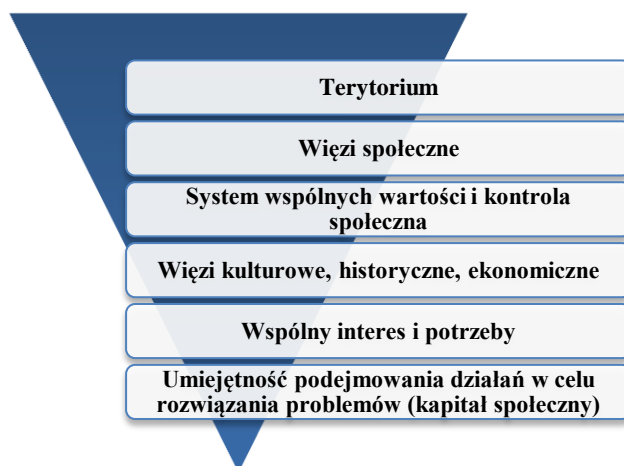 Terytorium
Więzi społeczne
System wspólnych wartości i kontrola
społeczna
Więzi kulturowe, historyczne, ekonomiczne
Wspólny interes i potrzeby
Umiejętność podejmowania działań w celu
rozwiązania problemów (kapitał społeczny)